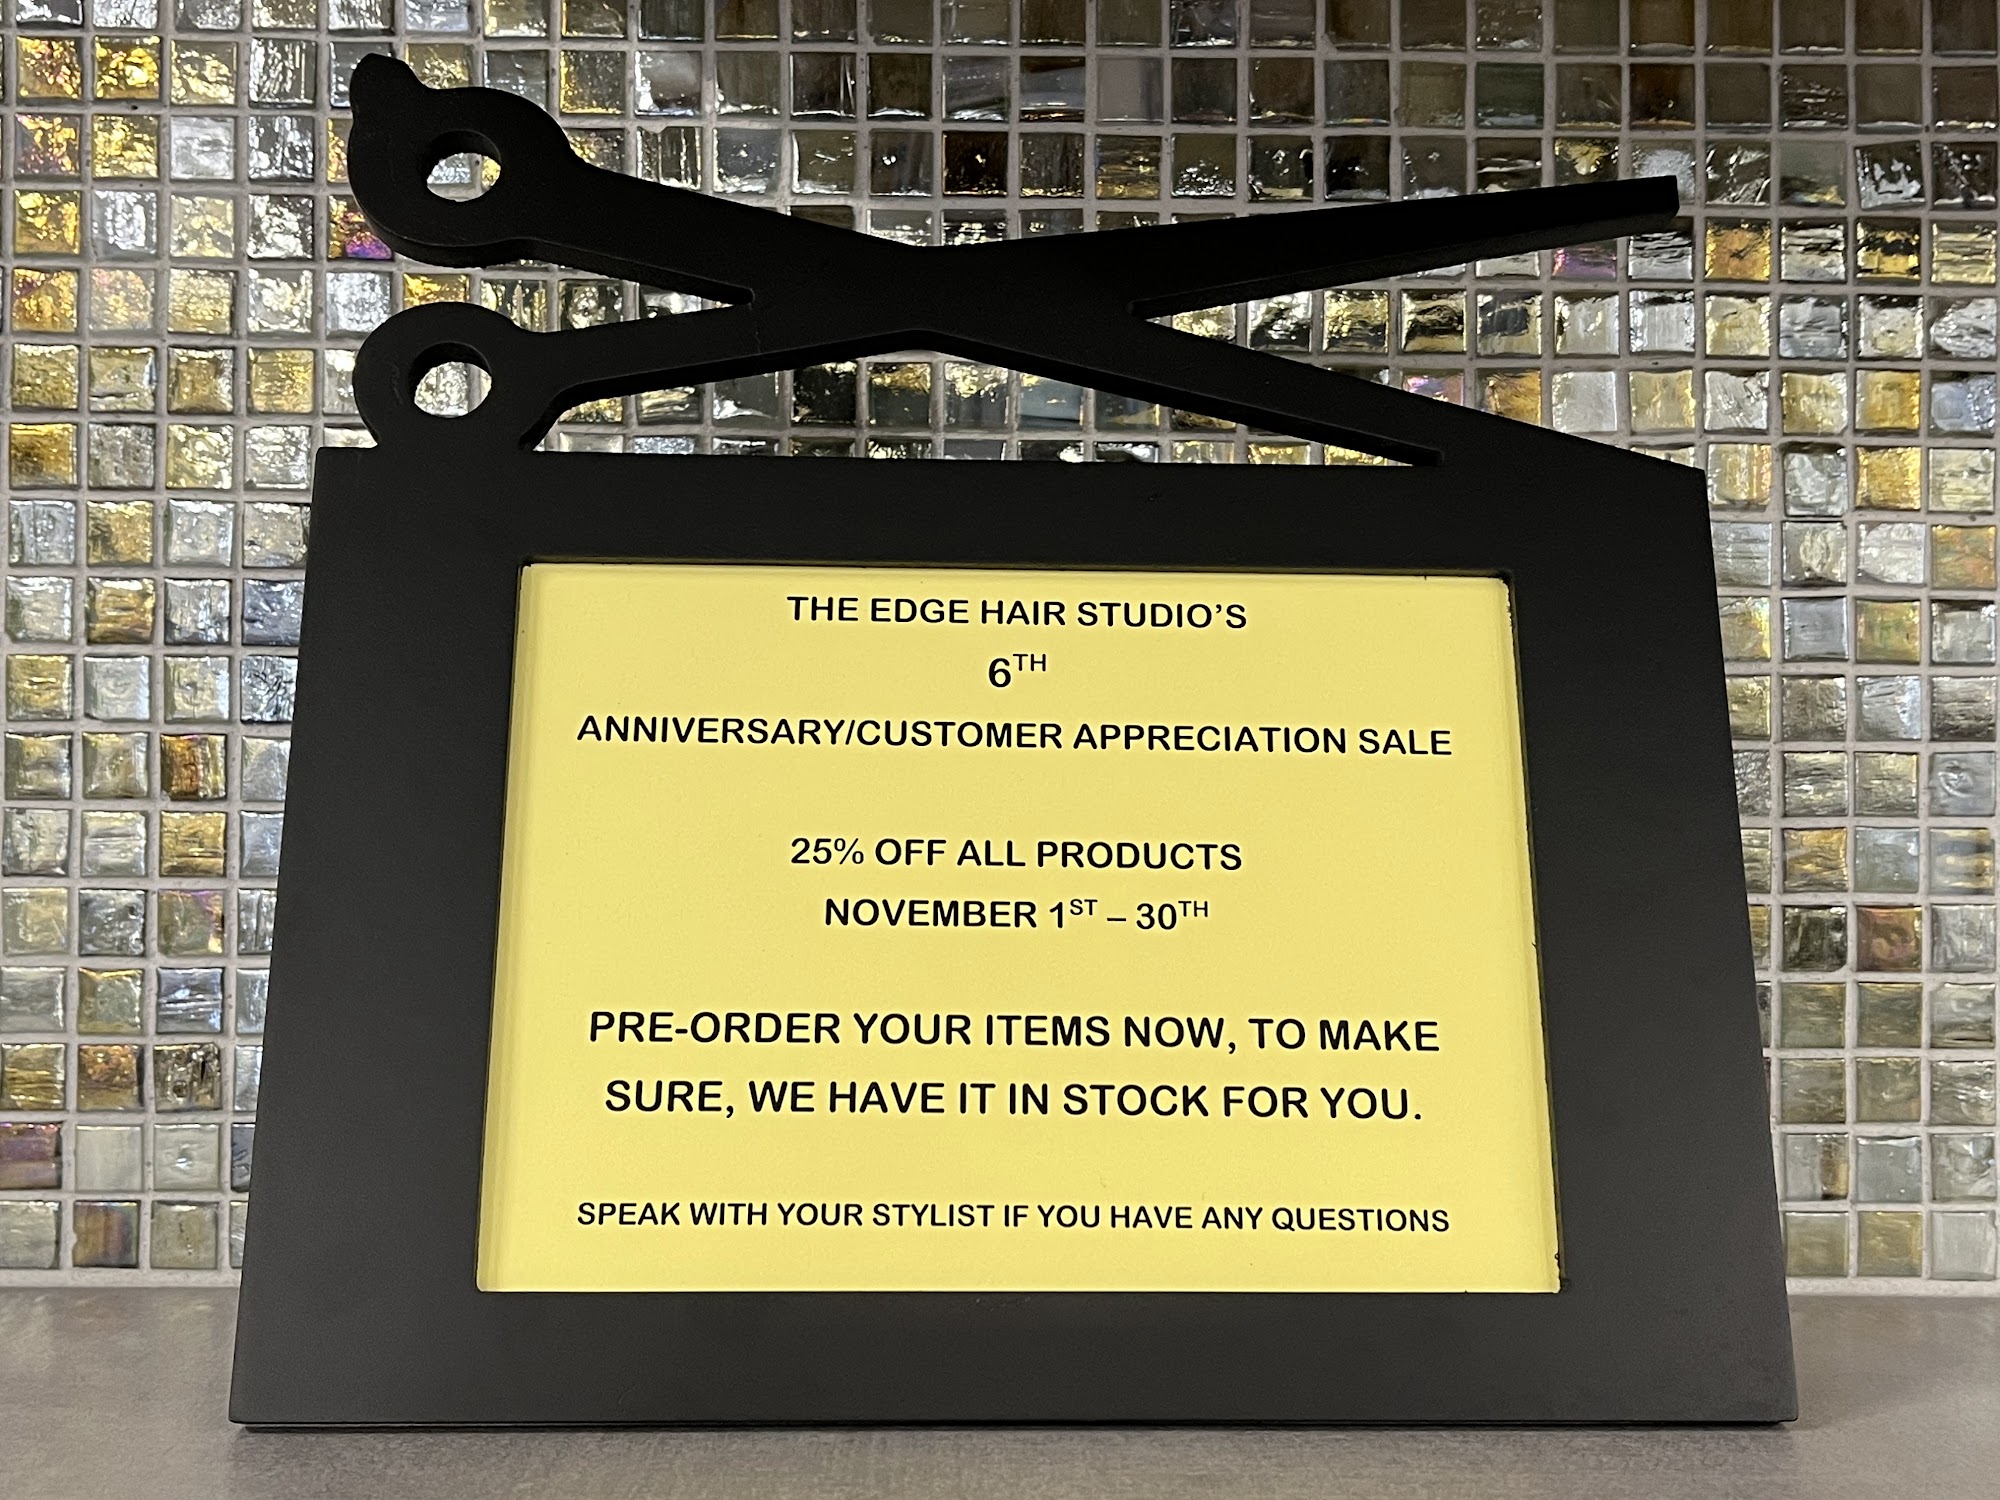 THE EDGE HAIR STUDIO’S
6TH
ANNIVERSARY/CUSTOMER APPRECIATION SALE
25% OFF ALL PRODUCTS
NOVEMBER 1ST – 30TH
PRE-ORDER YOUR ITEMS NOW, TO MAKE
SURE, WE HAVE IT IN STOCK FOR YOU.
SPEAK WITH YOUR STYLIST IF YOU HAVE ANY QUESTIONS